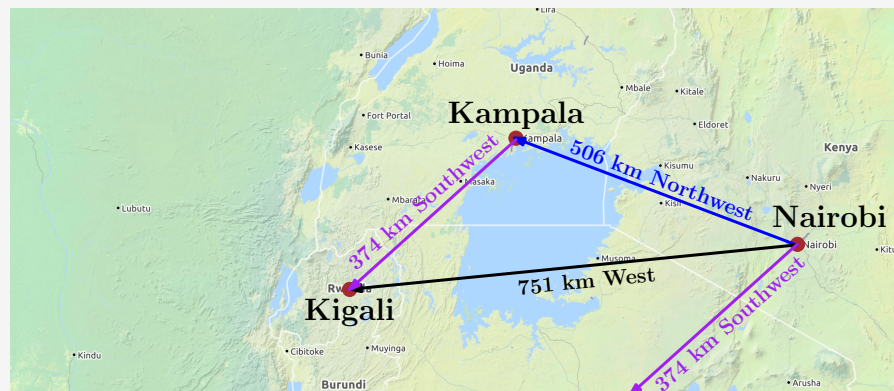 Lira
Bunia
Hoima
Uganda
Mbale
Kitale
Kampala
Fort Portal
Eldoret
Kampala
506 km Northwest
Kenya
Kasese
374 km Southwest
Kisumu
Nakuru
Masaka
Nyeri
Mbara
Kisii
Lubutu
Nairobi
Nairobi
Kitu
Musoma
751 km West
374 km Southwest
Kigali
Cibitoke
Muyinga
Kindu
Burundi
Arusha